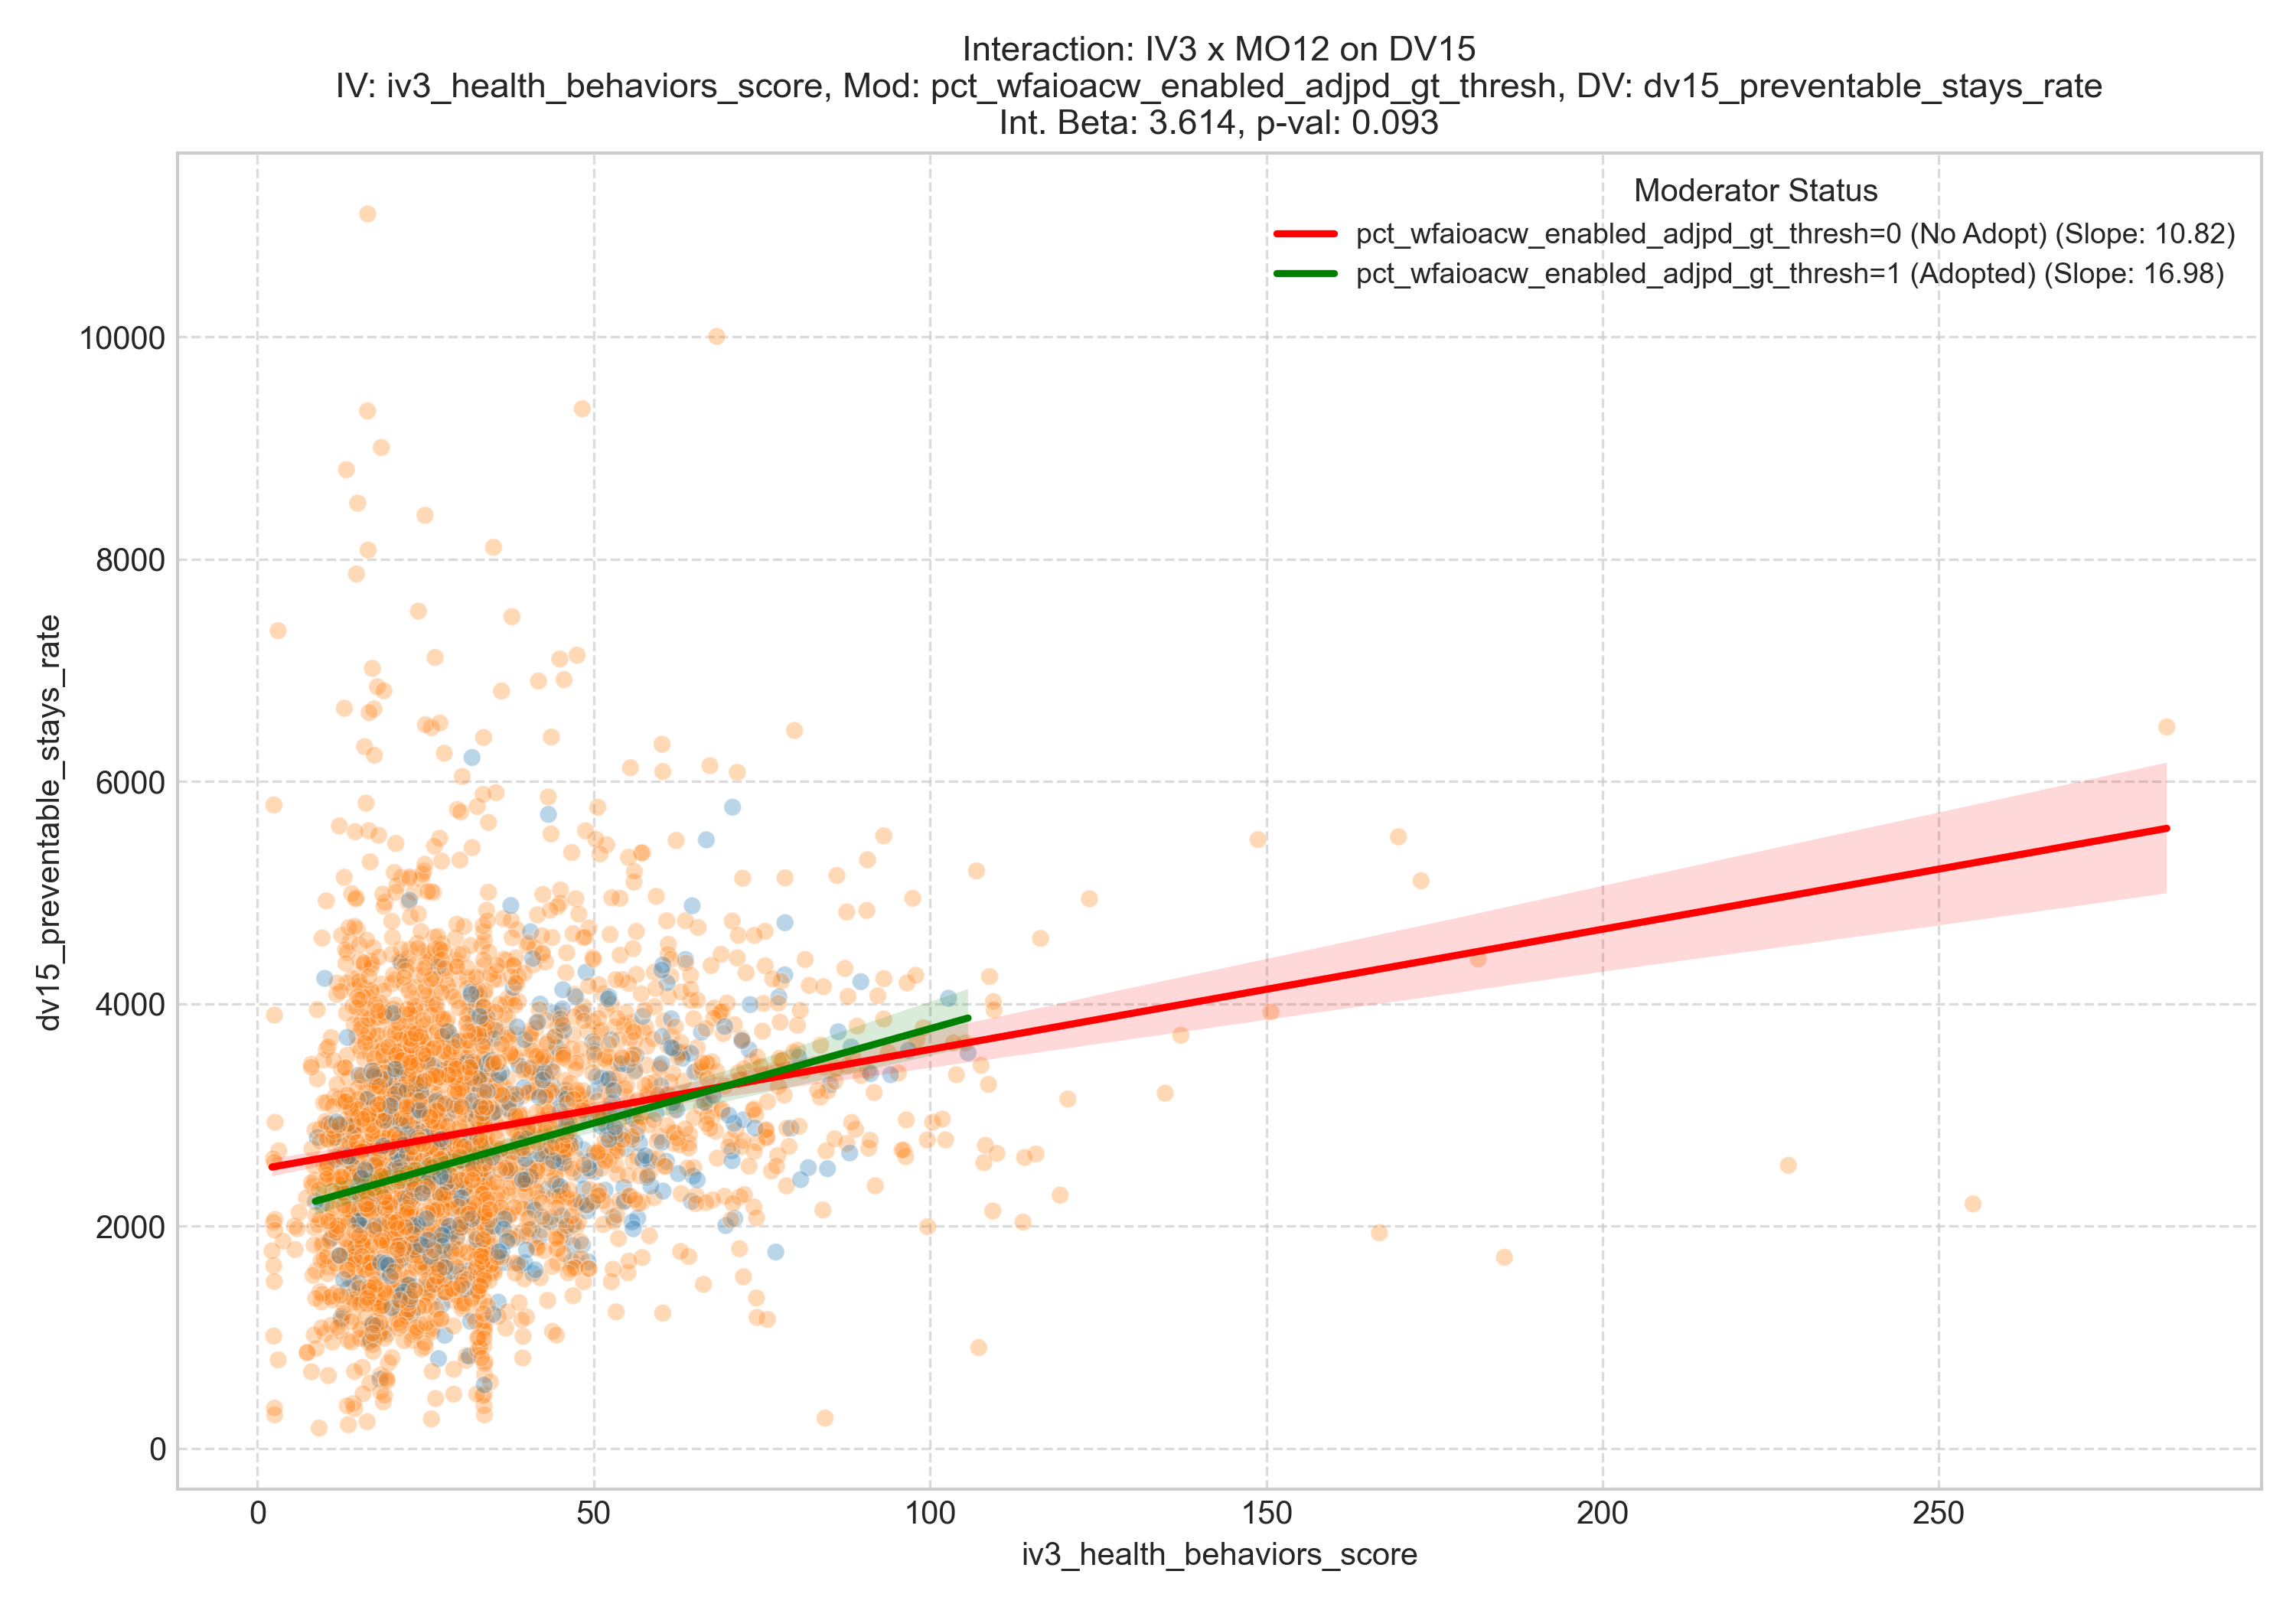 Interaction: IV3 x MO12 on DV15
IV: iv3_health_behaviors_score, Mod: pct_wfaioacw_enabled_adjpd_gt_thresh, DV: dv15_preventable_stays_rate
Int. Beta: 3.614, p-val: 0.093
Moderator Status
pct_wfaioacw_enabled_adjpd_gt_thresh=0 (No Adopt) (Slope: 10.82)
pct_wfaioacw_enabled_adjpd_gt_thresh=1 (Adopted) (Slope: 16.98)
dv15_preventable_stays_rate
10000
8000
6000
4000
2000
0
0 50 100 150 200 250
iv3_health_behaviors_score